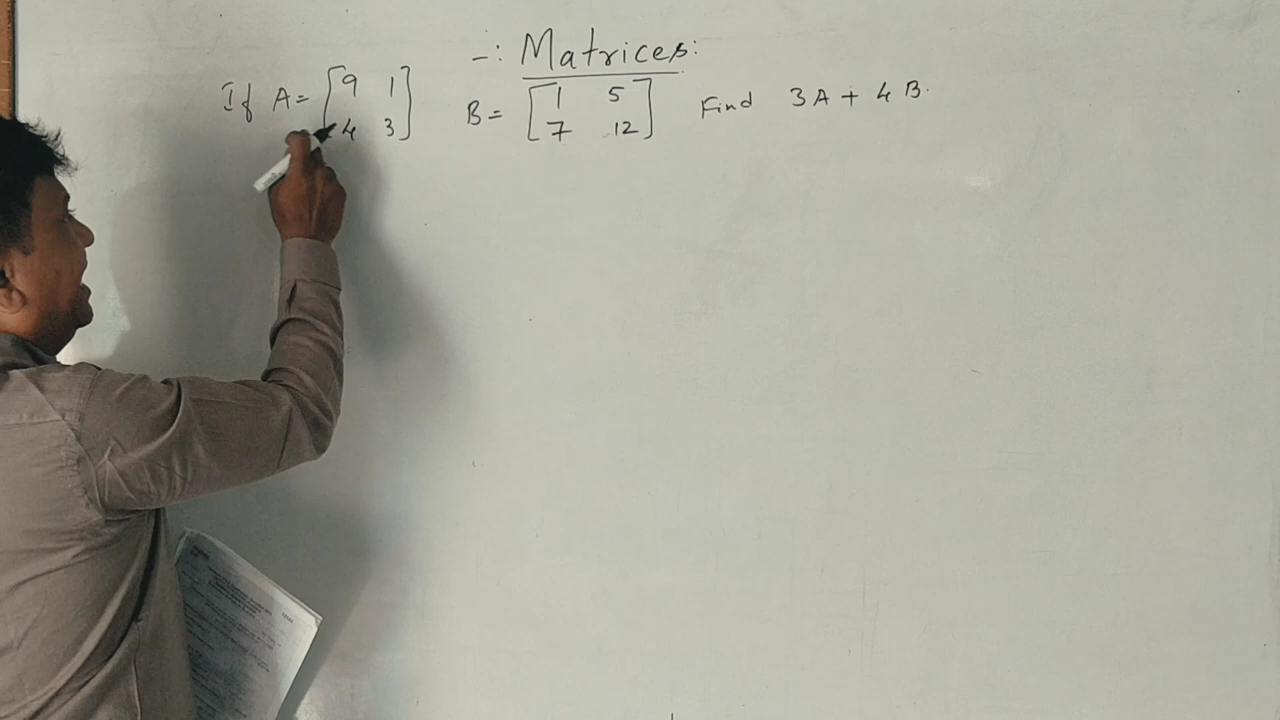 -: Matrices:
If A = [9 1
4 3] B = [1 5
7 12] Find 3A + 4B.